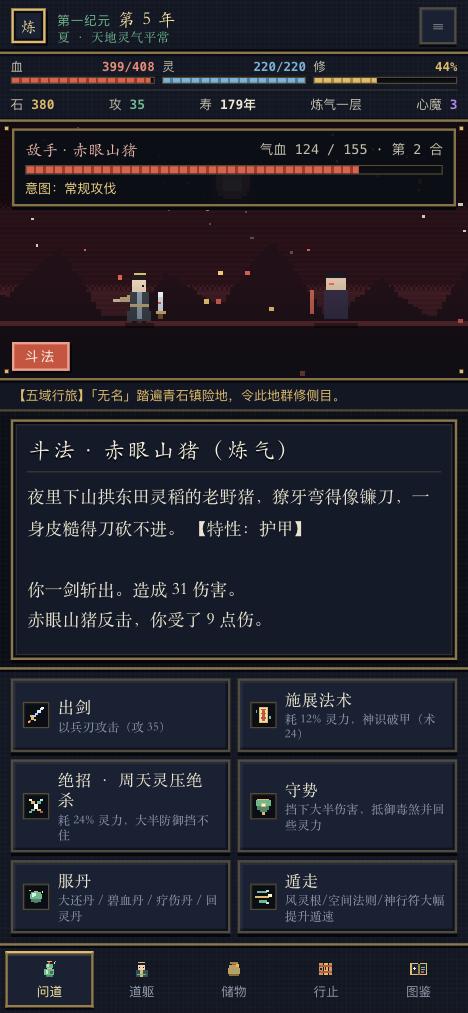 炼
第一纪元 第 5 年
夏 · 天地灵气平常
≡
血 399/408 灵 220/220 修 44%
石 380 攻 35 寿 179年 炼气一层 心魔 3
敌手·赤眼山猪 气血 124 / 155 · 第 2 合
意图: 常规攻伐
斗法
【五域行旅】「无名」踏遍青石镇险地，令此地群修侧目。
斗法 · 赤眼山猪（炼气）
夜里下山拱东田灵稻的老野猪，獠牙弯得像镰刀，一
身皮糙得刀砍不进。 【特性：护甲】
你一剑斩出。造成 31 伤害。
赤眼山猪反击，你受了 9 点伤。
出剑
以兵刃攻击（攻 35）
施展法术
耗 12% 灵力，神识破甲（术
24）
绝招 · 周天灵压绝
杀
耗 24% 灵力，大半防御挡不
住
守势
挡下大半伤害，抵御毒煞并回
些灵力
服丹
大还丹 / 碧血丹 / 疗伤丹 / 回
灵丹
遁走
风灵根/空间法则/神行符大幅
提升遁速
问道
道躯
储物
行止
图鉴